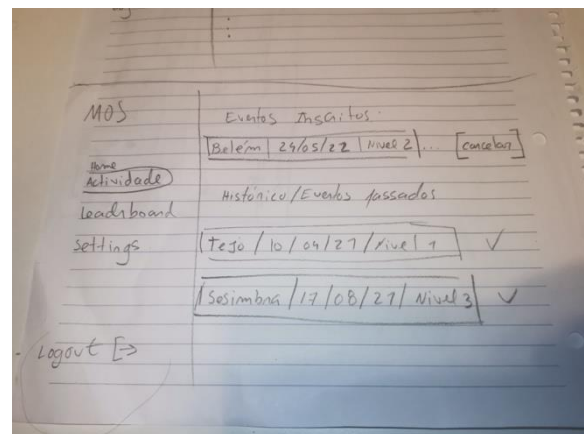 MOS
Home
Actividade
Leadrboard
Settings
Logout
Eventos Inscritos
Belém | 24/05/22 | Nivel 2 | ... [cancelar]
Histórico/Eventos passados
Tejo / 10/04/21 / Nivel 1
Sesimbra / 17/08/21 / Nivel 3